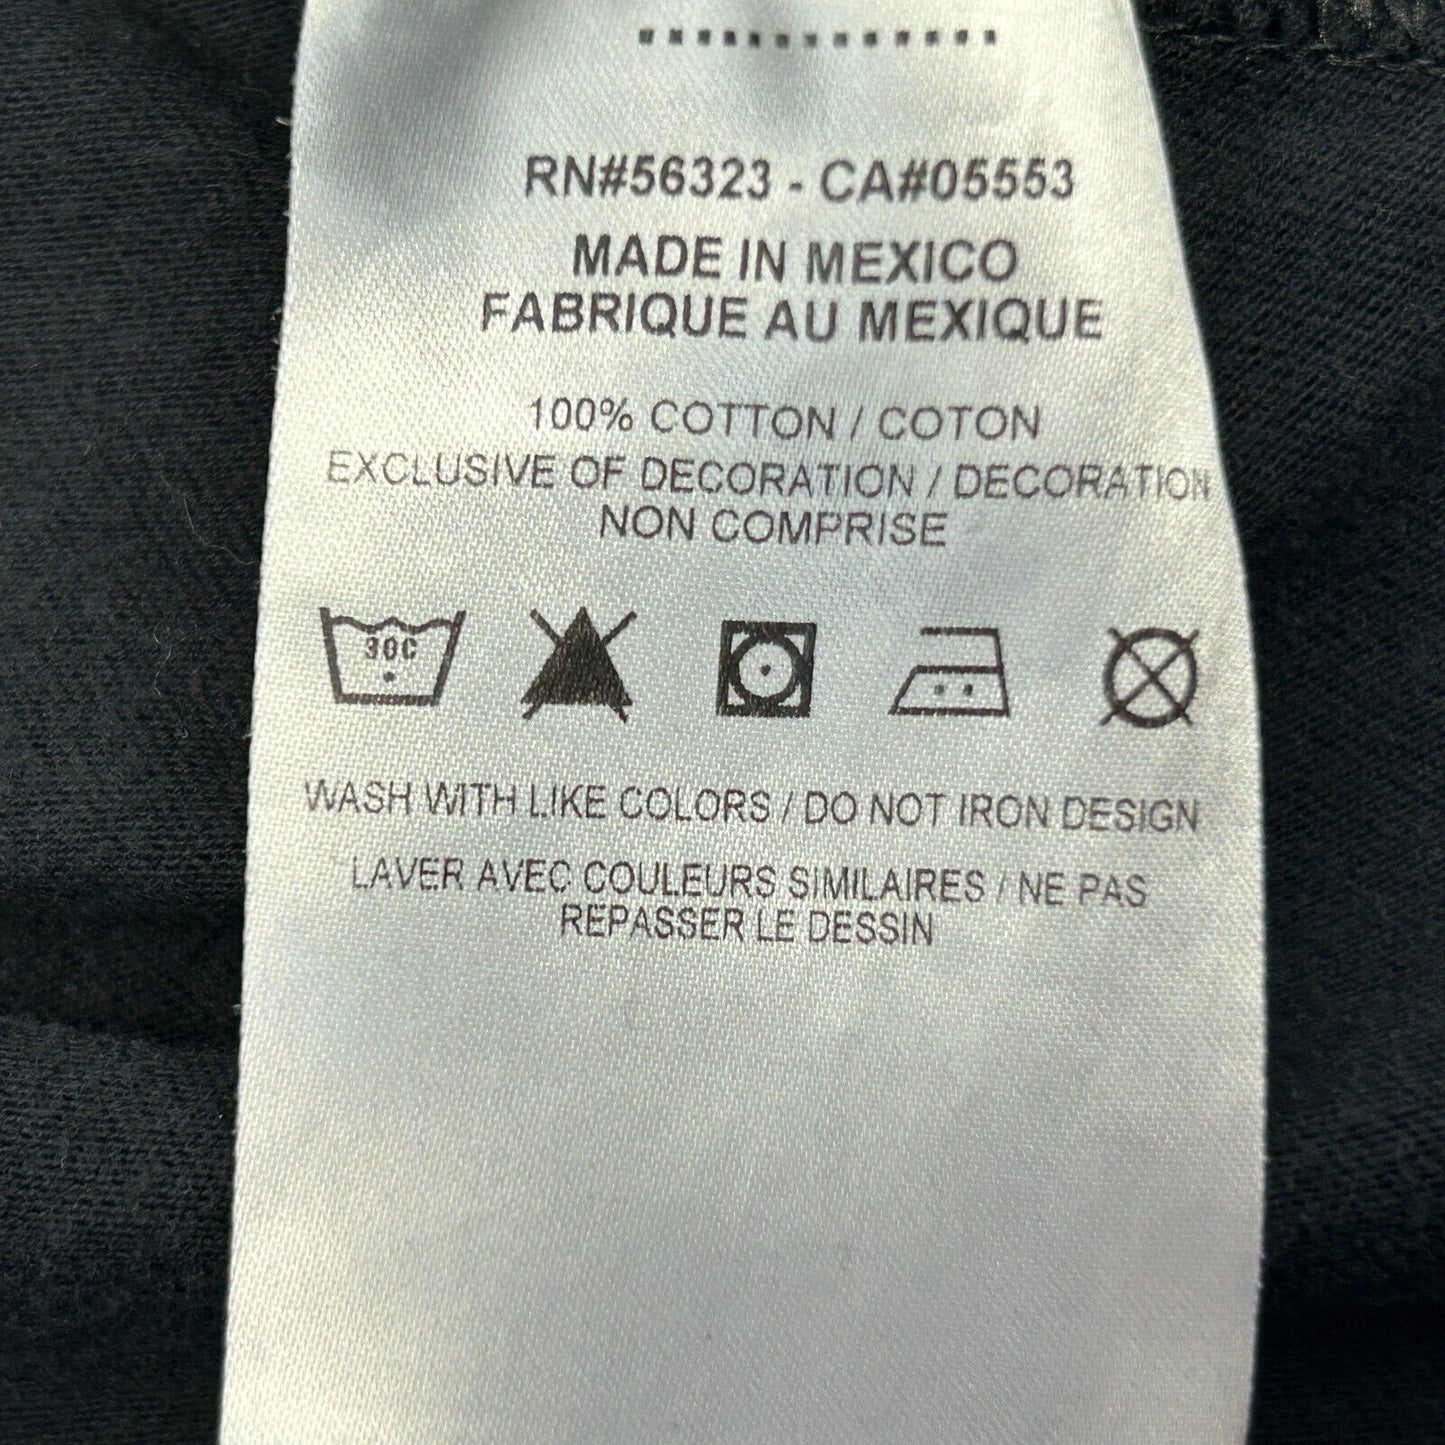 RN#56323 - CA#05553
MADE IN MEXICO
FABRIQUE AU MEXIQUE
100% COTTON / COTON
EXCLUSIVE OF DECORATION / DECORATION
NON COMPRISE
30C
WASH WITH LIKE COLORS / DO NOT IRON DESIGN
LAVER AVEC COULEURS SIMILAIRES / NE PAS
REPASSER LE DESSIN